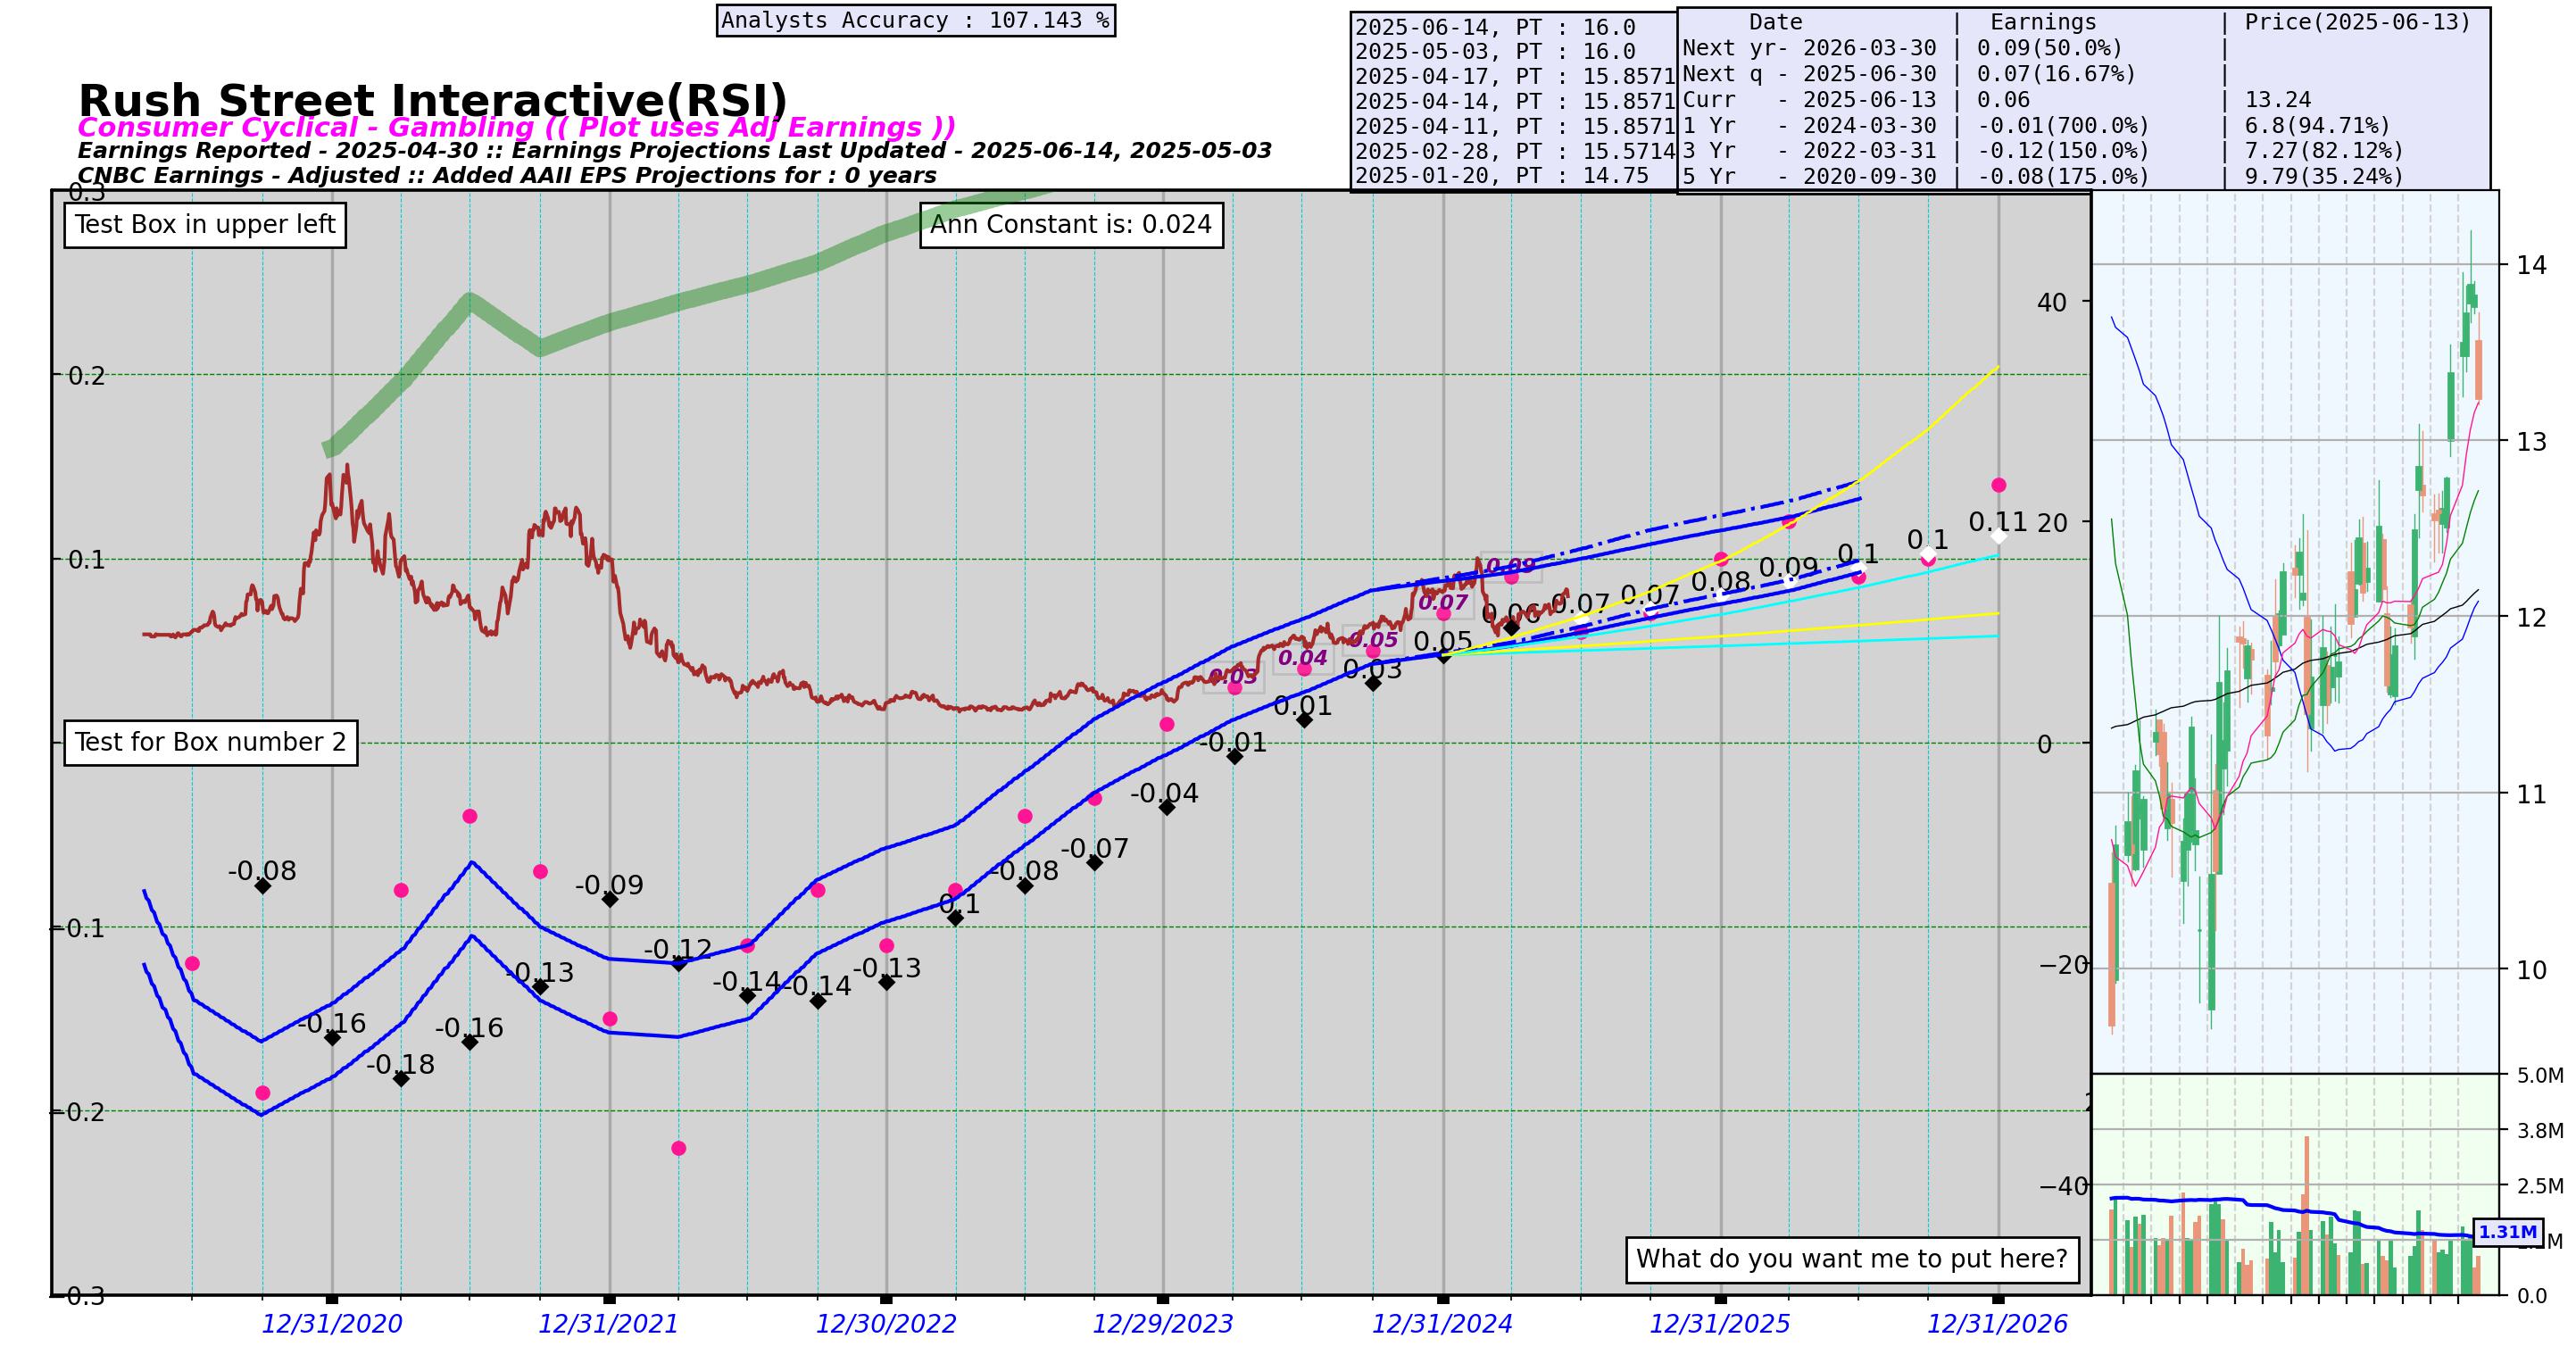 Analysts Accuracy : 107.143 %
2025-06-14, PT : 16.0
2025-05-03, PT : 16.0
2025-04-17, PT : 15.8571
2025-04-14, PT : 15.8571
2025-04-11, PT : 15.8571
2025-02-28, PT : 15.5714
2025-01-20, PT : 14.75
Date | Earnings | Price(2025-06-13)
Next yr- 2026-03-30 | 0.09(50.0%) |
Next q - 2025-06-30 | 0.07(16.67%) |
Curr - 2025-06-13 | 0.06 | 13.24
1 Yr - 2024-03-30 | -0.01(700.0%) | 6.8(94.71%)
3 Yr - 2022-03-31 | -0.12(150.0%) | 7.27(82.12%)
5 Yr - 2020-09-30 | -0.08(175.0%) | 9.79(35.24%)
Rush Street Interactive(RSI)
Consumer Cyclical - Gambling (( Plot uses Adj Earnings ))
Earnings Reported - 2025-04-30 :: Earnings Projections Last Updated - 2025-06-14, 2025-05-03
CNBC Earnings - Adjusted :: Added AAII EPS Projections for : 0 years
0.3
Test Box in upper left
Ann Constant is: 0.024
0.2
0.1
Test for Box number 2
−0.1
−0.2
−0.3
-0.08
-0.16
-0.18
-0.16
-0.13
-0.09
-0.12
-0.14
-0.14
-0.13
0.1
-0.08
-0.07
-0.04
-0.01
0.01
0.03
0.05
0.06
0.07
0.07
0.08
0.09
0.1
0.1
0.11
0.03
0.04
0.05
0.07
0.09
40
20
0
−20
−40
What do you want me to put here?
12/31/2020
12/31/2021
12/30/2022
12/29/2023
12/31/2024
12/31/2025
12/31/2026
14
13
12
11
10
5.0M
3.8M
2.5M
1.31M
0.0